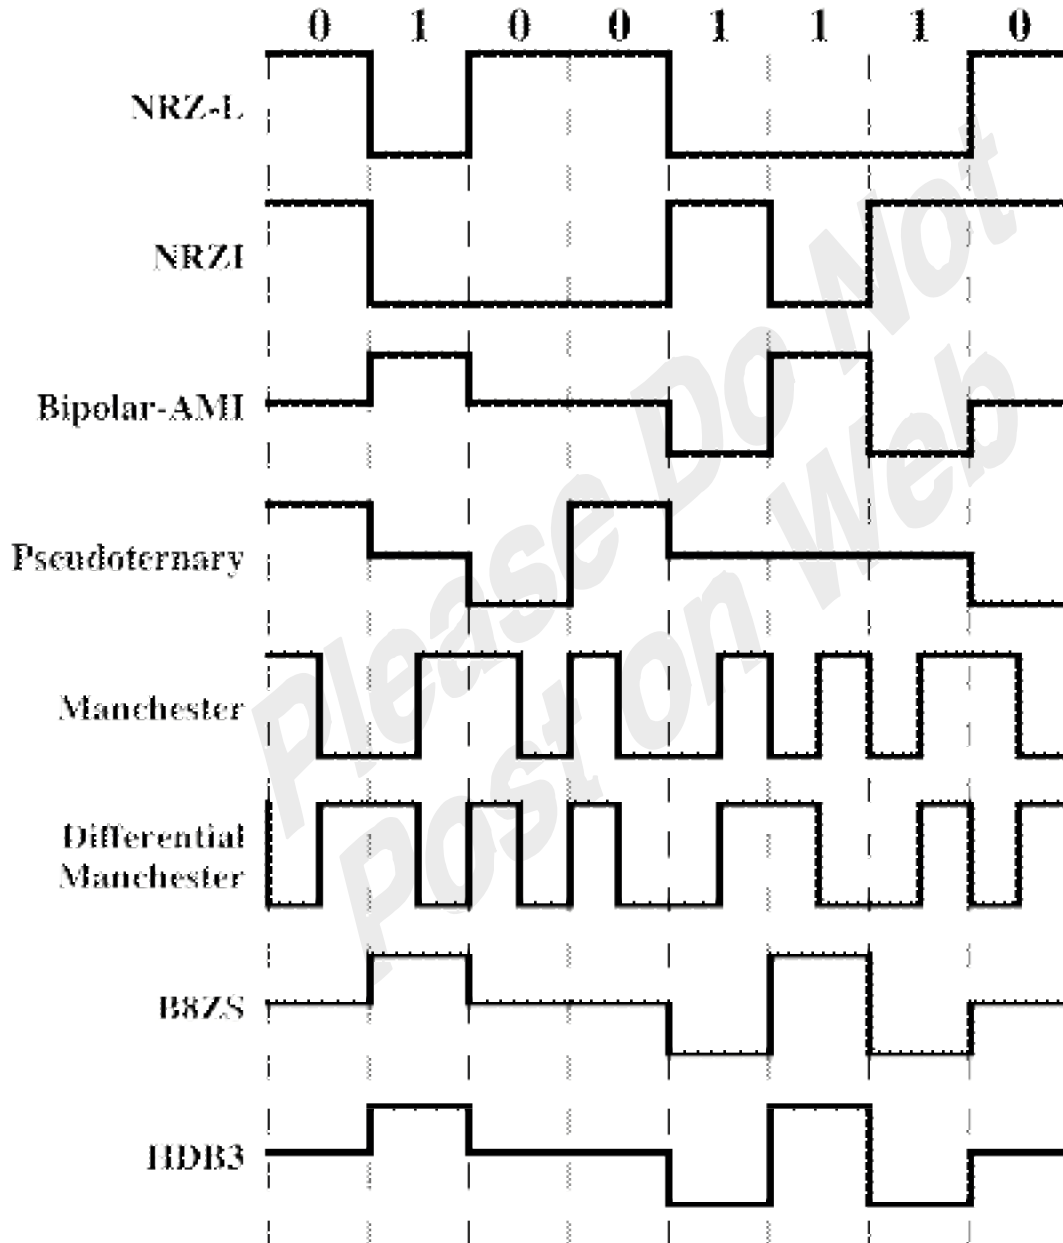 0 1 0 0 1 1 1 0
NRZ-L
NRZI
Bipolar-AMI
Pseudoternary
Manchester
Differential
Manchester
B8ZS
HDB3
Please Do Not
Post on Web